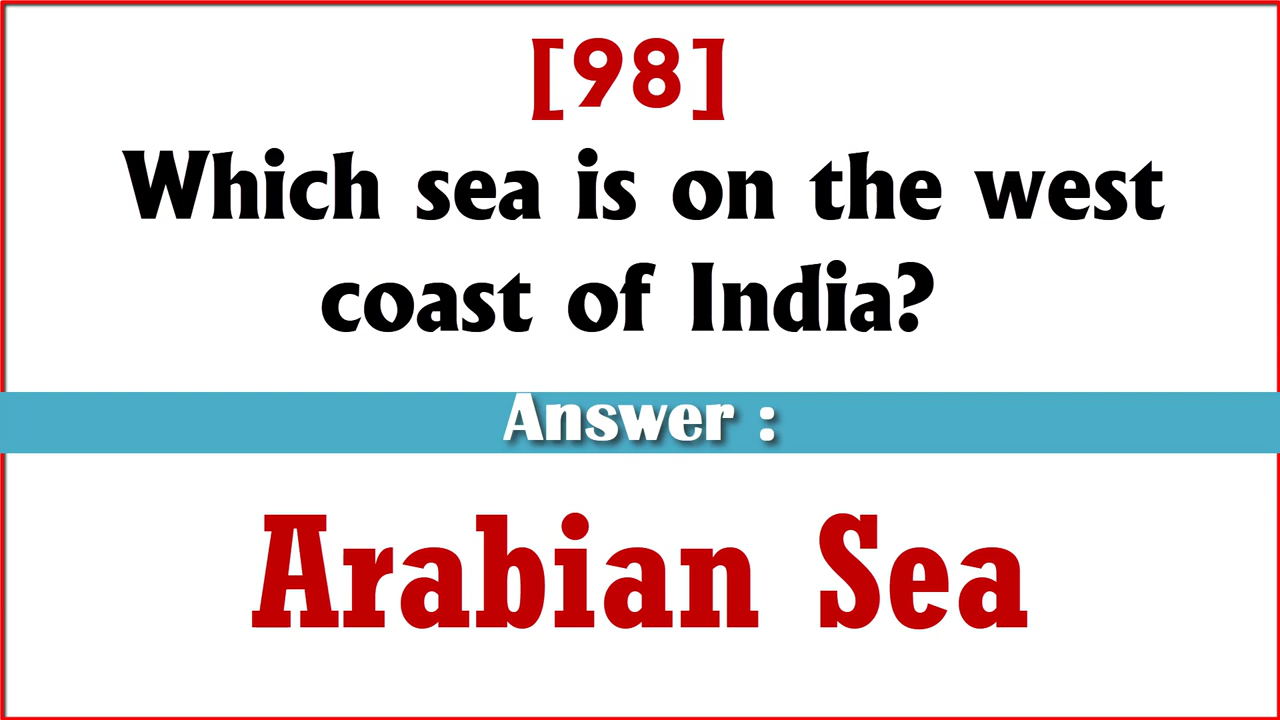 [98]
Which sea is on the west
coast of India?
Answer :
Arabian Sea